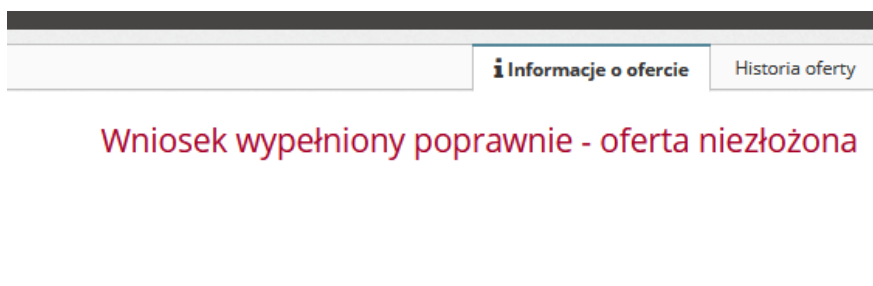 Informacje o ofercie Historia oferty
Wniosek wypełniony poprawnie - oferta niezłożona